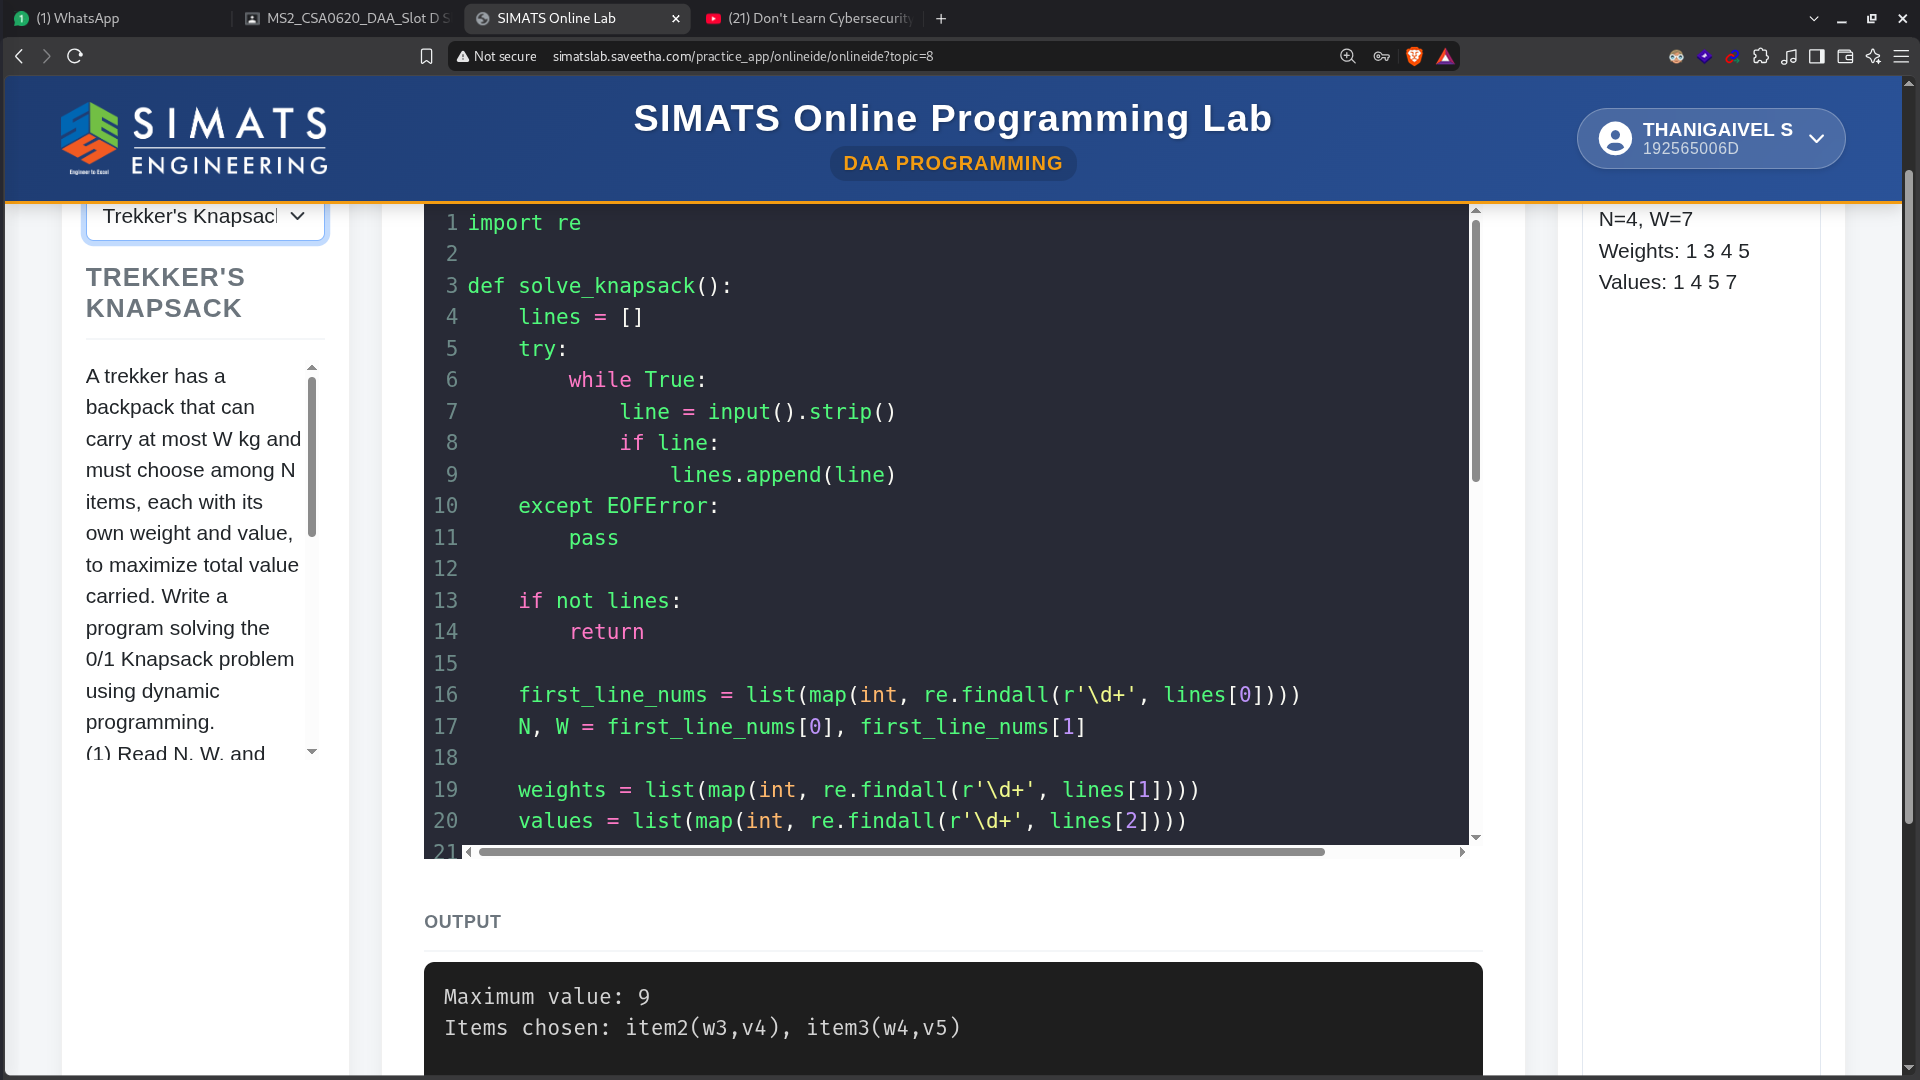 (1) WhatsApp
MS2_CSA0620_DAA_Slot D S
SIMATS Online Lab
(21) Don't Learn Cybersecurity
Not secure simatslab.saveetha.com/practice_app/onlineide/onlineide?topic=8
SIMATS
ENGINEERING
Engineer to Excel
SIMATS Online Programming Lab
DAA PROGRAMMING
THANIGAIVEL S
192565006D
Trekker's Knapsac
TREKKER'S
KNAPSACK
A trekker has a
backpack that can
carry at most W kg and
must choose among N
items, each with its
own weight and value,
to maximize total value
carried. Write a
program solving the
0/1 Knapsack problem
using dynamic
programming.
(1) Read N, W, and
1 import re
2
3 def solve_knapsack():
4     lines = []
5     try:
6         while True:
7             line = input().strip()
8             if line:
9                 lines.append(line)
10     except EOFError:
11         pass
12
13     if not lines:
14         return
15
16     first_line_nums = list(map(int, re.findall(r'\d+', lines[0])))
17     N, W = first_line_nums[0], first_line_nums[1]
18
19     weights = list(map(int, re.findall(r'\d+', lines[1])))
20     values = list(map(int, re.findall(r'\d+', lines[2])))
21
OUTPUT
Maximum value: 9
Items chosen: item2(w3,v4), item3(w4,v5)
N=4, W=7
Weights: 1 3 4 5
Values: 1 4 5 7